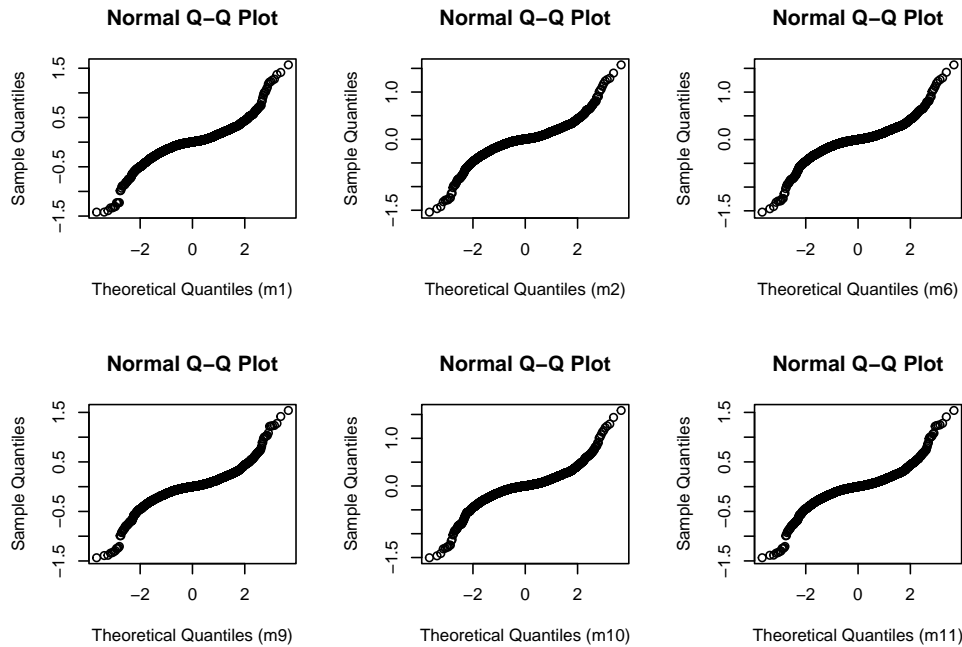 Normal Q−Q Plot
Sample Quantiles
−1.5
−0.5
0.5
1.5
−2
0
2
Theoretical Quantiles (m1)
Normal Q−Q Plot
Sample Quantiles
−1.5
0.0
1.0
−2
0
2
Theoretical Quantiles (m2)
Normal Q−Q Plot
Sample Quantiles
−1.5
0.0
1.0
−2
0
2
Theoretical Quantiles (m6)
Normal Q−Q Plot
Sample Quantiles
−1.5
−0.5
0.5
1.5
−2
0
2
Theoretical Quantiles (m9)
Normal Q−Q Plot
Sample Quantiles
−1.5
0.0
1.0
−2
0
2
Theoretical Quantiles (m10)
Normal Q−Q Plot
Sample Quantiles
−1.5
−0.5
0.5
1.5
−2
0
2
Theoretical Quantiles (m11)